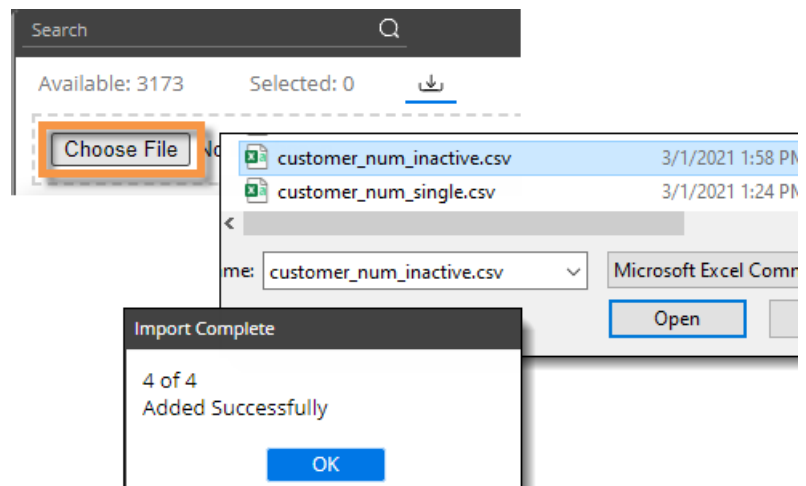 Search
Available: 3173 Selected: 0
Choose File No
customer_num_inactive.csv 3/1/2021 1:58 PM
customer_num_single.csv 3/1/2021 1:24 PM
me: customer_num_inactive.csv Microsoft Excel Comm
Open
Import Complete
4 of 4
Added Successfully
OK